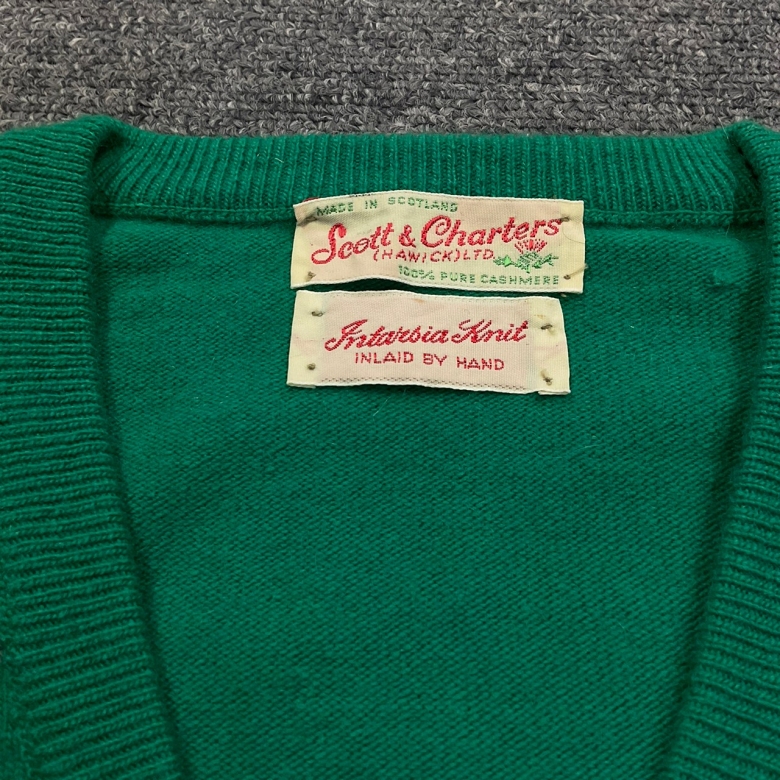 MADE IN SCOTLAND
Scott & Charters
(HAWICK) LTD.
100% PURE CASHMERE
Intarsia Knit
INLAID BY HAND